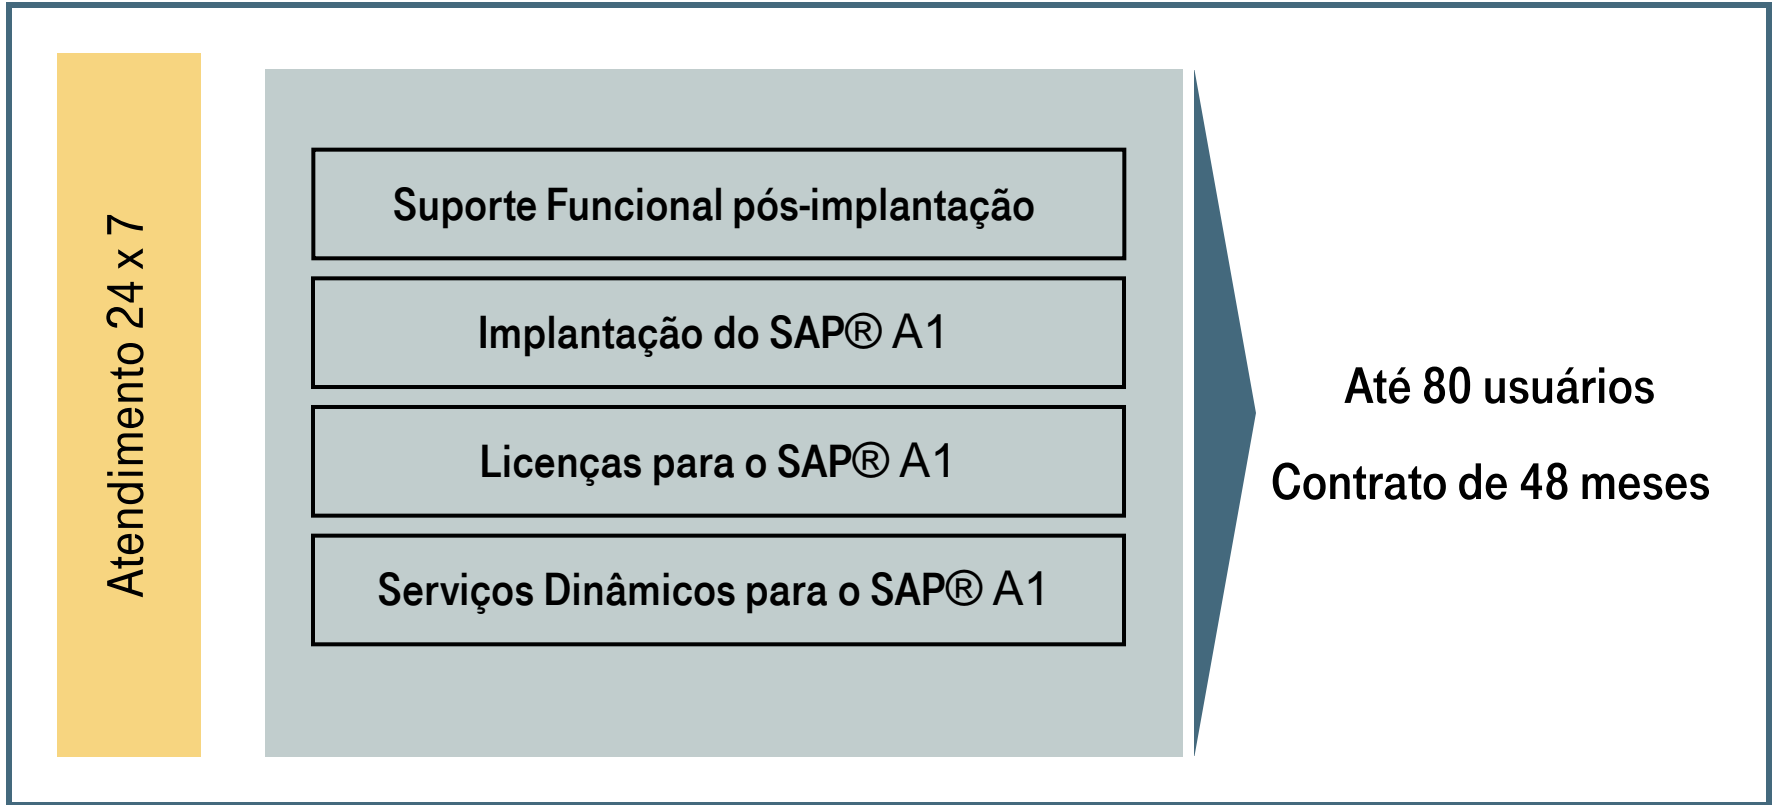 Atendimento 24 x 7
Suporte Funcional pós-implantação
Implantação do SAP® A1
Licenças para o SAP® A1
Serviços Dinâmicos para o SAP® A1
Até 80 usuários
Contrato de 48 meses